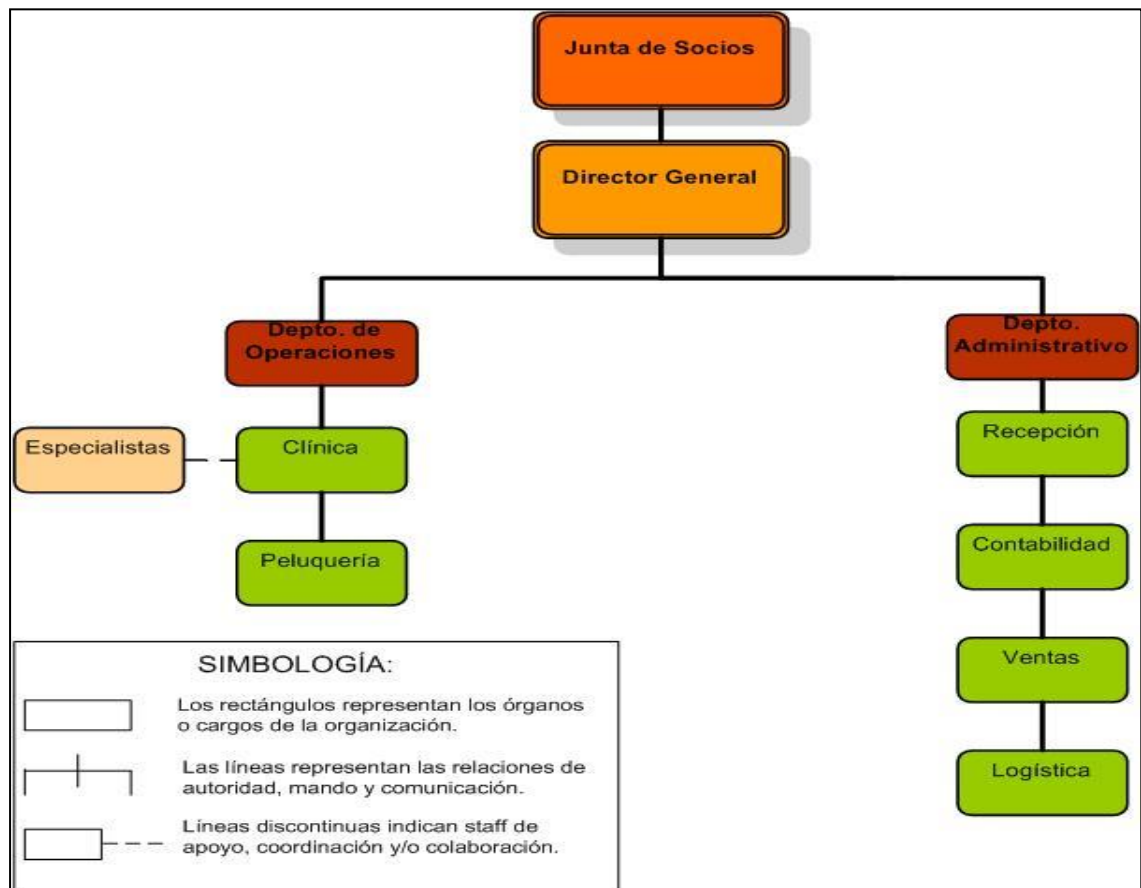 Junta de Socios
Director General
Depto. de
Operaciones
Depto.
Administrativo
Especialistas
Clínica
Recepción
Peluquería
Contabilidad
Ventas
Logística
SIMBOLOGÍA:
Los rectángulos representan los órganos
o cargos de la organización.
Las líneas representan las relaciones de
autoridad, mando y comunicación.
Líneas discontinuas indican staff de
apoyo, coordinación y/o colaboración.